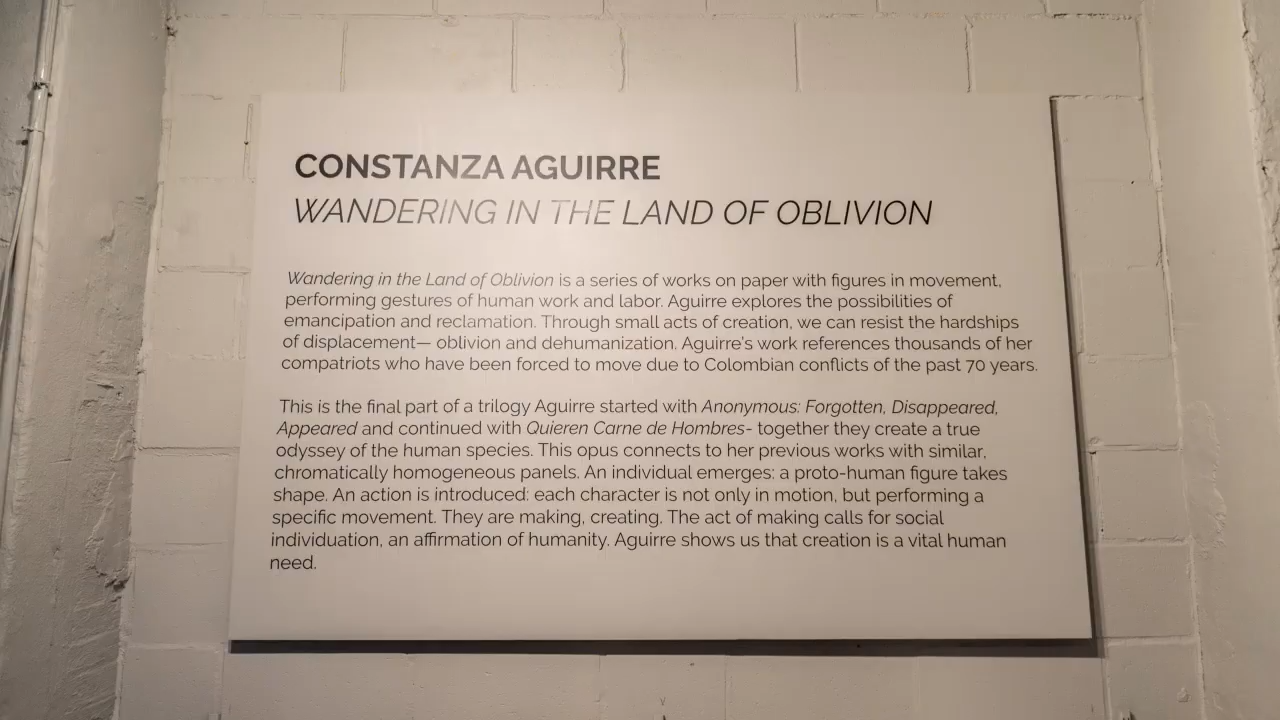 CONSTANZA AGUIRRE
WANDERING IN THE LAND OF OBLIVION
Wandering in the Land of Oblivion is a series of works on paper with figures in movement,
performing gestures of human work and labor. Aguirre explores the possibilities of
emancipation and reclamation. Through small acts of creation, we can resist the hardships
of displacement— oblivion and dehumanization. Aguirre's work references thousands of her
compatriots who have been forced to move due to Colombian conflicts of the past 70 years.
This is the final part of a trilogy Aguirre started with Anonymous: Forgotten, Disappeared,
Appeared and continued with Quieren Carne de Hombres- together they create a true
odyssey of the human species. This opus connects to her previous works with similar,
chromatically homogeneous panels. An individual emerges: a proto-human figure takes
shape. An action is introduced: each character is not only in motion, but performing a
specific movement. They are making, creating. The act of making calls for social
individuation, an affirmation of humanity. Aguirre shows us that creation is a vital human
need.